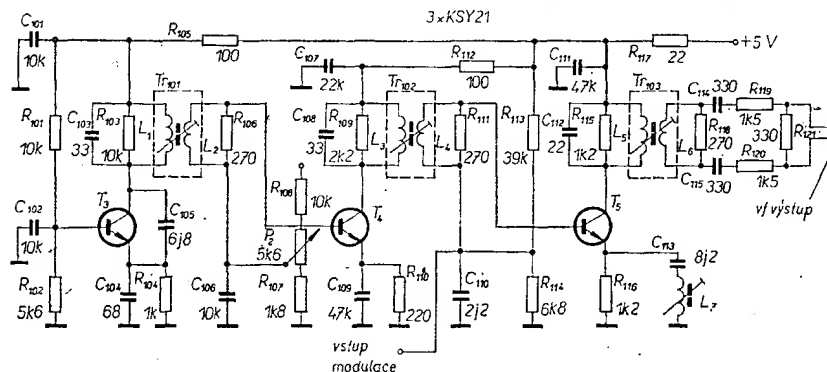 3×KSY21
C101
10k
R105
100
C107
22k
R112
100
C111
47k
R117
22
+5 V
Tr101
Tr102
Tr103
C114
330
R119
1k5
R101
10k
C103
33
R103
10k
L1
L2
R106
270
C108
33
R109
2k2
L3
L4
R111
270
R113
39k
C112
22
R115
1k2
L5
L6
R118
270
330
R121
R120
1k5
C115
330
vf výstup
C102
10k
T3
C105
6j8
R108
10k
P2
5k6
T4
T5
C113
8j2
L7
R102
5k6
C104
68
R104
1k
C106
10k
R107
1k8
C109
47k
R110
220
C110
2j2
R114
6k8
R116
1k2
vstup
modulace